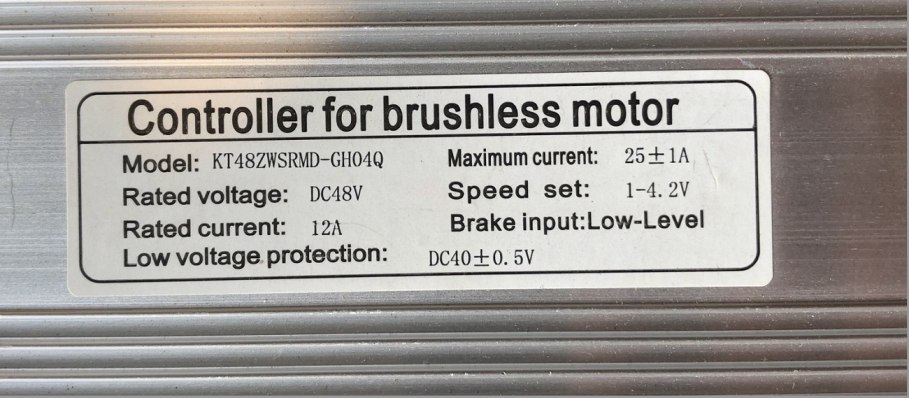 Controller for brushless motor
Model: KT48ZWSRMD-GH04Q
Maximum current: 25±1A
Rated voltage: DC48V
Speed set: 1-4.2V
Rated current: 12A
Brake input:Low-Level
Low voltage protection: DC40±0.5V